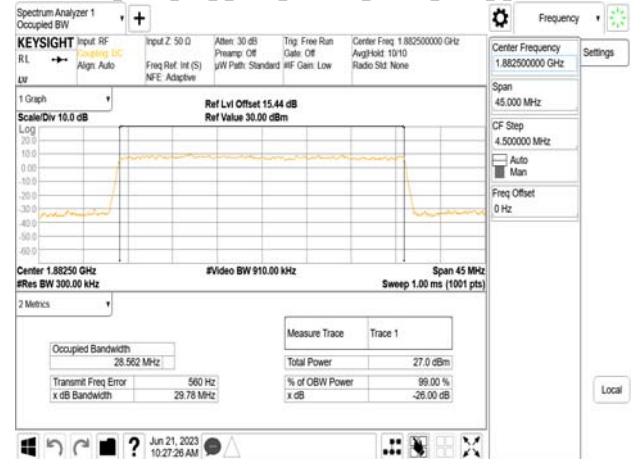 Spectrum Analyzer 1
Occupied BW
Frequency
KEYSIGHT
Input: RF
Coupling: DC
Align: Auto
RL
LW
Input Z: 50 Ω
Freq Ref: Int (S)
NFE: Adaptive
Atten: 30 dB
Preamp: Off
µW Path: Standard
Trig: Free Run
Gate: Off
#IF Gain: Low
Center Freq: 1.882500000 GHz
Avg|Hold: 10/10
Radio Std: None
Center Frequency
1.882500000 GHz
Settings
Span
45.000 MHz
CF Step
4.500000 MHz
Auto
Man
Freq Offset
0 Hz
1 Graph
Scale/Div 10.0 dB
Ref Lvl Offset 15.44 dB
Ref Value 30.00 dBm
Log
20.0
10.0
0.00
-10.0
-20.0
-30.0
-40.0
-50.0
-60.0
Center 1.88250 GHz
#Res BW 300.00 kHz
#Video BW 910.00 kHz
Span 45 MHz
Sweep 1.00 ms (1001 pts)
2 Metrics
Measure Trace Trace 1
Occupied Bandwidth
28.562 MHz
Total Power 27.0 dBm
Transmit Freq Error 560 Hz
% of OBW Power 99.00 %
x dB Bandwidth 29.78 MHz
x dB -26.00 dB
Local
Jun 21, 2023
10:27:26 AM